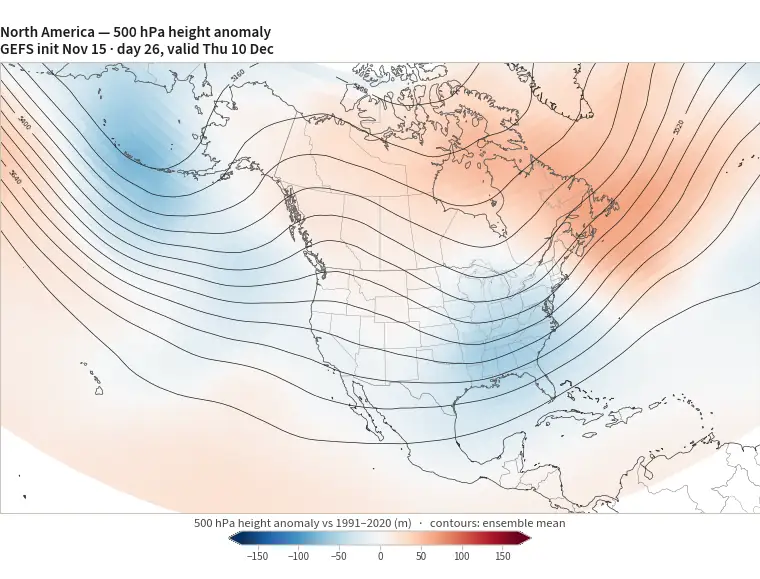 North America — 500 hPa height anomaly
GEFS init Nov 15 · day 26, valid Thu 10 Dec
5160
5400
5640
5020
500 hPa height anomaly vs 1991–2020 (m)   ·   contours: ensemble mean
−150 −100 −50 0 50 100 150